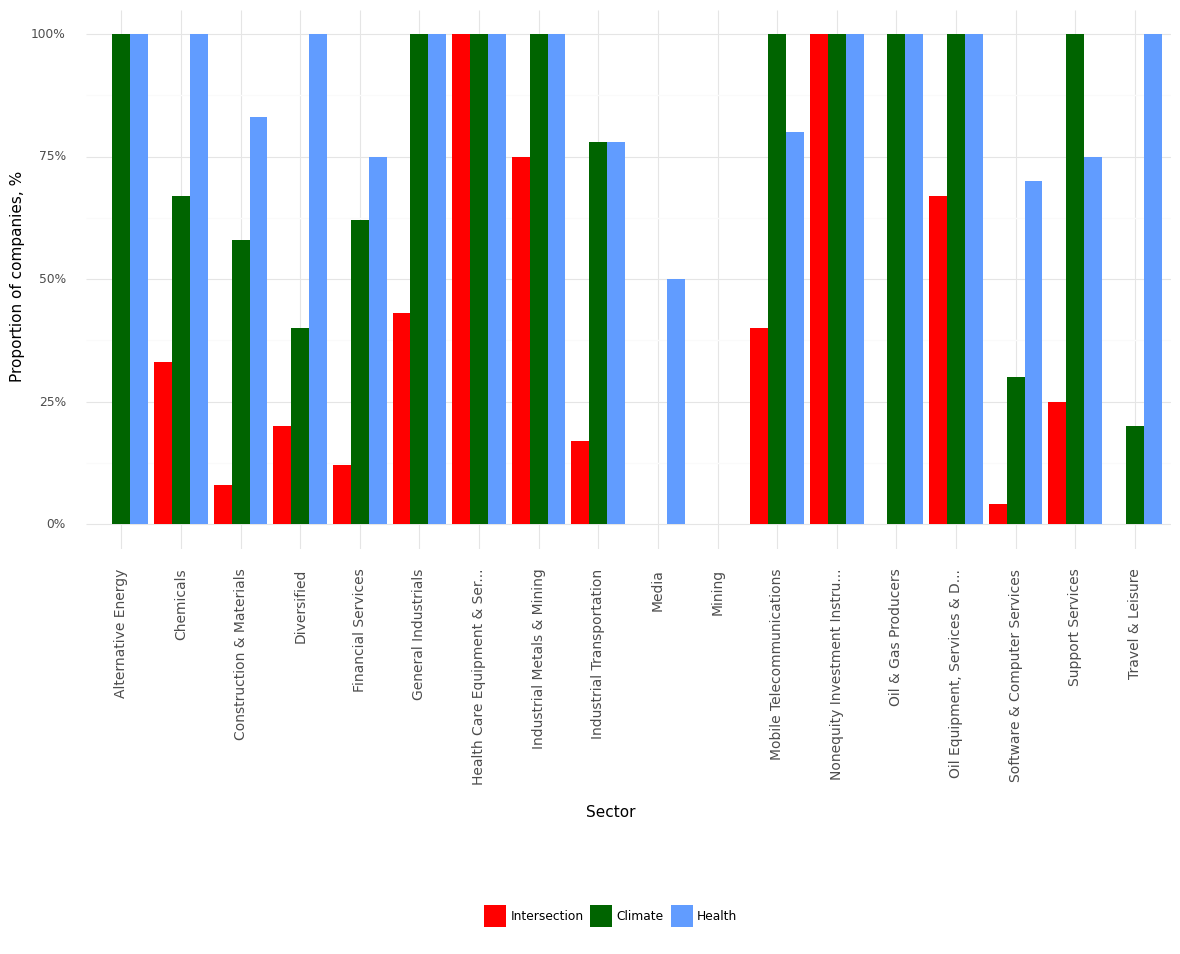 Proportion of companies, %
100%
75%
50%
25%
0%
Alternative Energy
Chemicals
Construction & Materials
Diversified
Financial Services
General Industrials
Health Care Equipment & Ser...
Industrial Metals & Mining
Industrial Transportation
Media
Mining
Mobile Telecommunications
Nonequity Investment Instru...
Oil & Gas Producers
Oil Equipment, Services & D...
Software & Computer Services
Support Services
Travel & Leisure
Sector
Intersection Climate Health